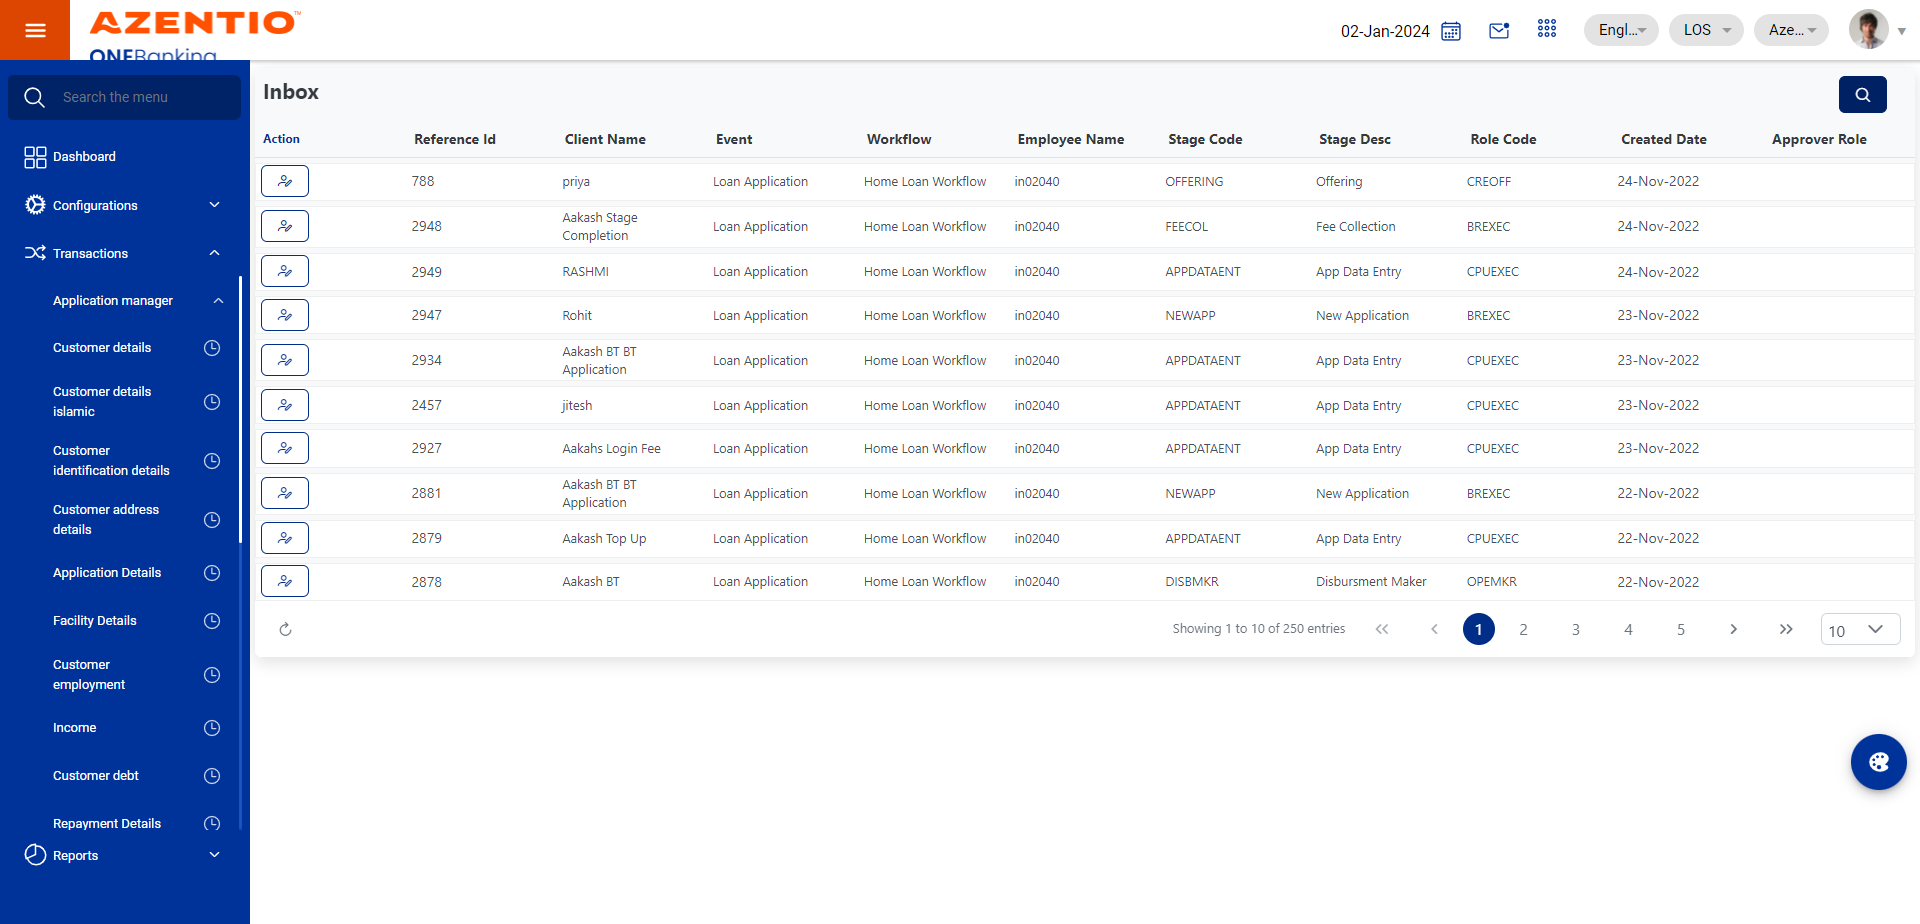 AZENTIO™
ONEBanking
02-Jan-2024
Engl...
LOS
Aze...
Search the menu
Dashboard
Configurations
Transactions
Application manager
Customer details
Customer details
islamic
Customer
identification details
Customer address
details
Application Details
Facility Details
Customer
employment
Income
Customer debt
Repayment Details
Reports
Inbox
Action Reference Id Client Name Event Workflow Employee Name Stage Code Stage Desc Role Code Created Date Approver Role
788 priya Loan Application Home Loan Workflow in02040 OFFERING Offering CREOFF 24-Nov-2022
2948 Aakash Stage Completion Loan Application Home Loan Workflow in02040 FEECOL Fee Collection BREXEC 24-Nov-2022
2949 RASHMI Loan Application Home Loan Workflow in02040 APPDATAENT App Data Entry CPUEXEC 24-Nov-2022
2947 Rohit Loan Application Home Loan Workflow in02040 NEWAPP New Application BREXEC 23-Nov-2022
2934 Aakash BT BT Application Loan Application Home Loan Workflow in02040 APPDATAENT App Data Entry CPUEXEC 23-Nov-2022
2457 jitesh Loan Application Home Loan Workflow in02040 APPDATAENT App Data Entry CPUEXEC 23-Nov-2022
2927 Aakahs Login Fee Loan Application Home Loan Workflow in02040 APPDATAENT App Data Entry CPUEXEC 23-Nov-2022
2881 Aakash BT BT Application Loan Application Home Loan Workflow in02040 NEWAPP New Application BREXEC 22-Nov-2022
2879 Aakash Top Up Loan Application Home Loan Workflow in02040 APPDATAENT App Data Entry CPUEXEC 22-Nov-2022
2878 Aakash BT Loan Application Home Loan Workflow in02040 DISBMKR Disbursment Maker OPEMKR 22-Nov-2022
Showing 1 to 10 of 250 entries 1 2 3 4 5 10